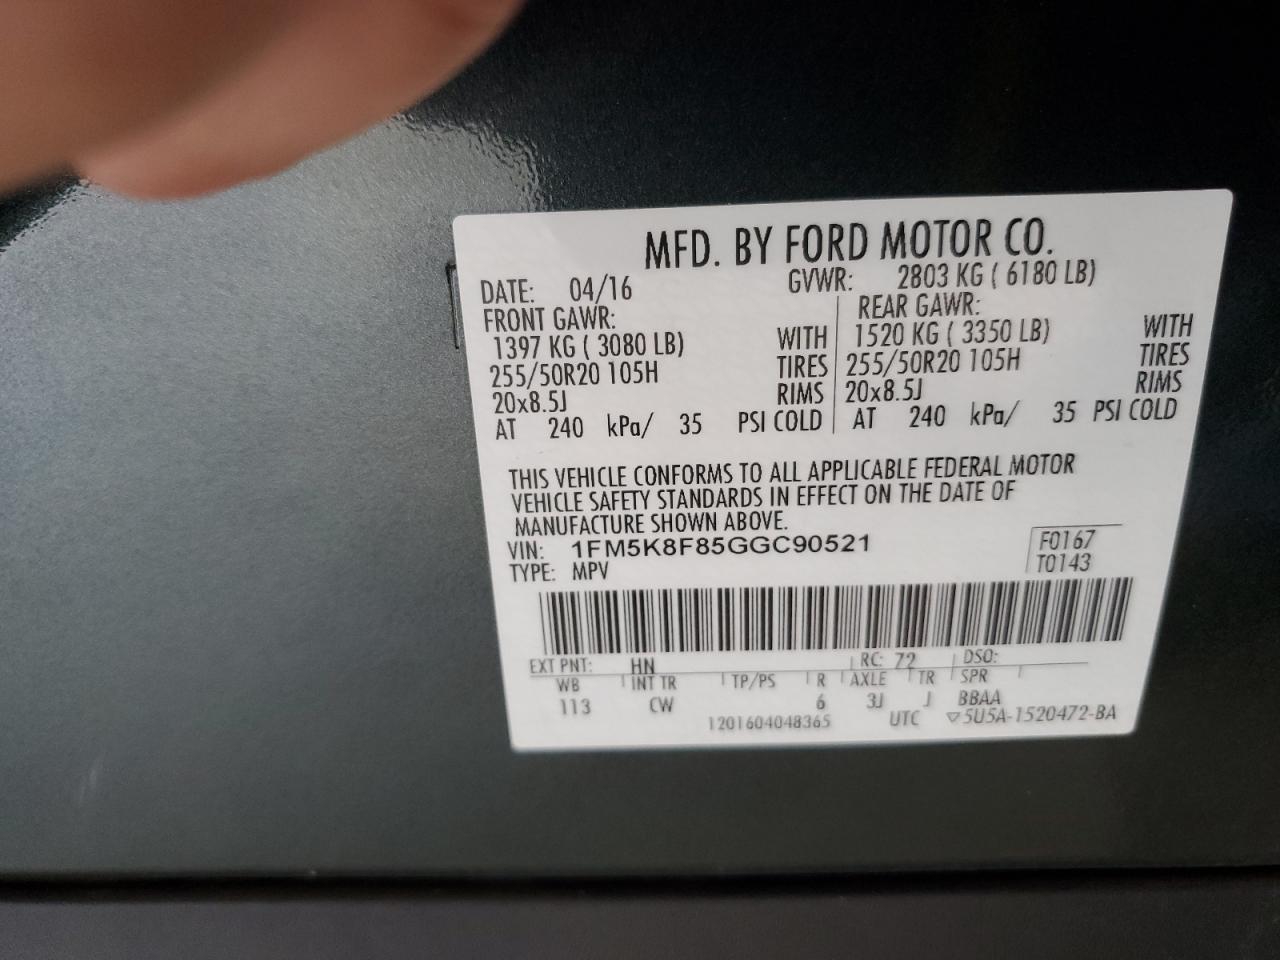 MFD. BY FORD MOTOR CO.
DATE: 04/16 GVWR: 2803 KG ( 6180 LB)
FRONT GAWR: REAR GAWR:
1397 KG ( 3080 LB) WITH 1520 KG ( 3350 LB) WITH
255/50R20 105H TIRES 255/50R20 105H TIRES
20x8.5J RIMS 20x8.5J RIMS
AT 240 kPa/ 35 PSI COLD AT 240 kPa/ 35 PSI COLD
THIS VEHICLE CONFORMS TO ALL APPLICABLE FEDERAL MOTOR
VEHICLE SAFETY STANDARDS IN EFFECT ON THE DATE OF
MANUFACTURE SHOWN ABOVE.
VIN: 1FM5K8F85GGC90521 F0167
TYPE: MPV T0143
EXT PNT: HN RC: 72 DSO:
WB INT TR TP/PS R AXLE TR SPR
113 CW 6 3J J BBAA
1201604048365 UTC ▽5U5A-1520472-BA